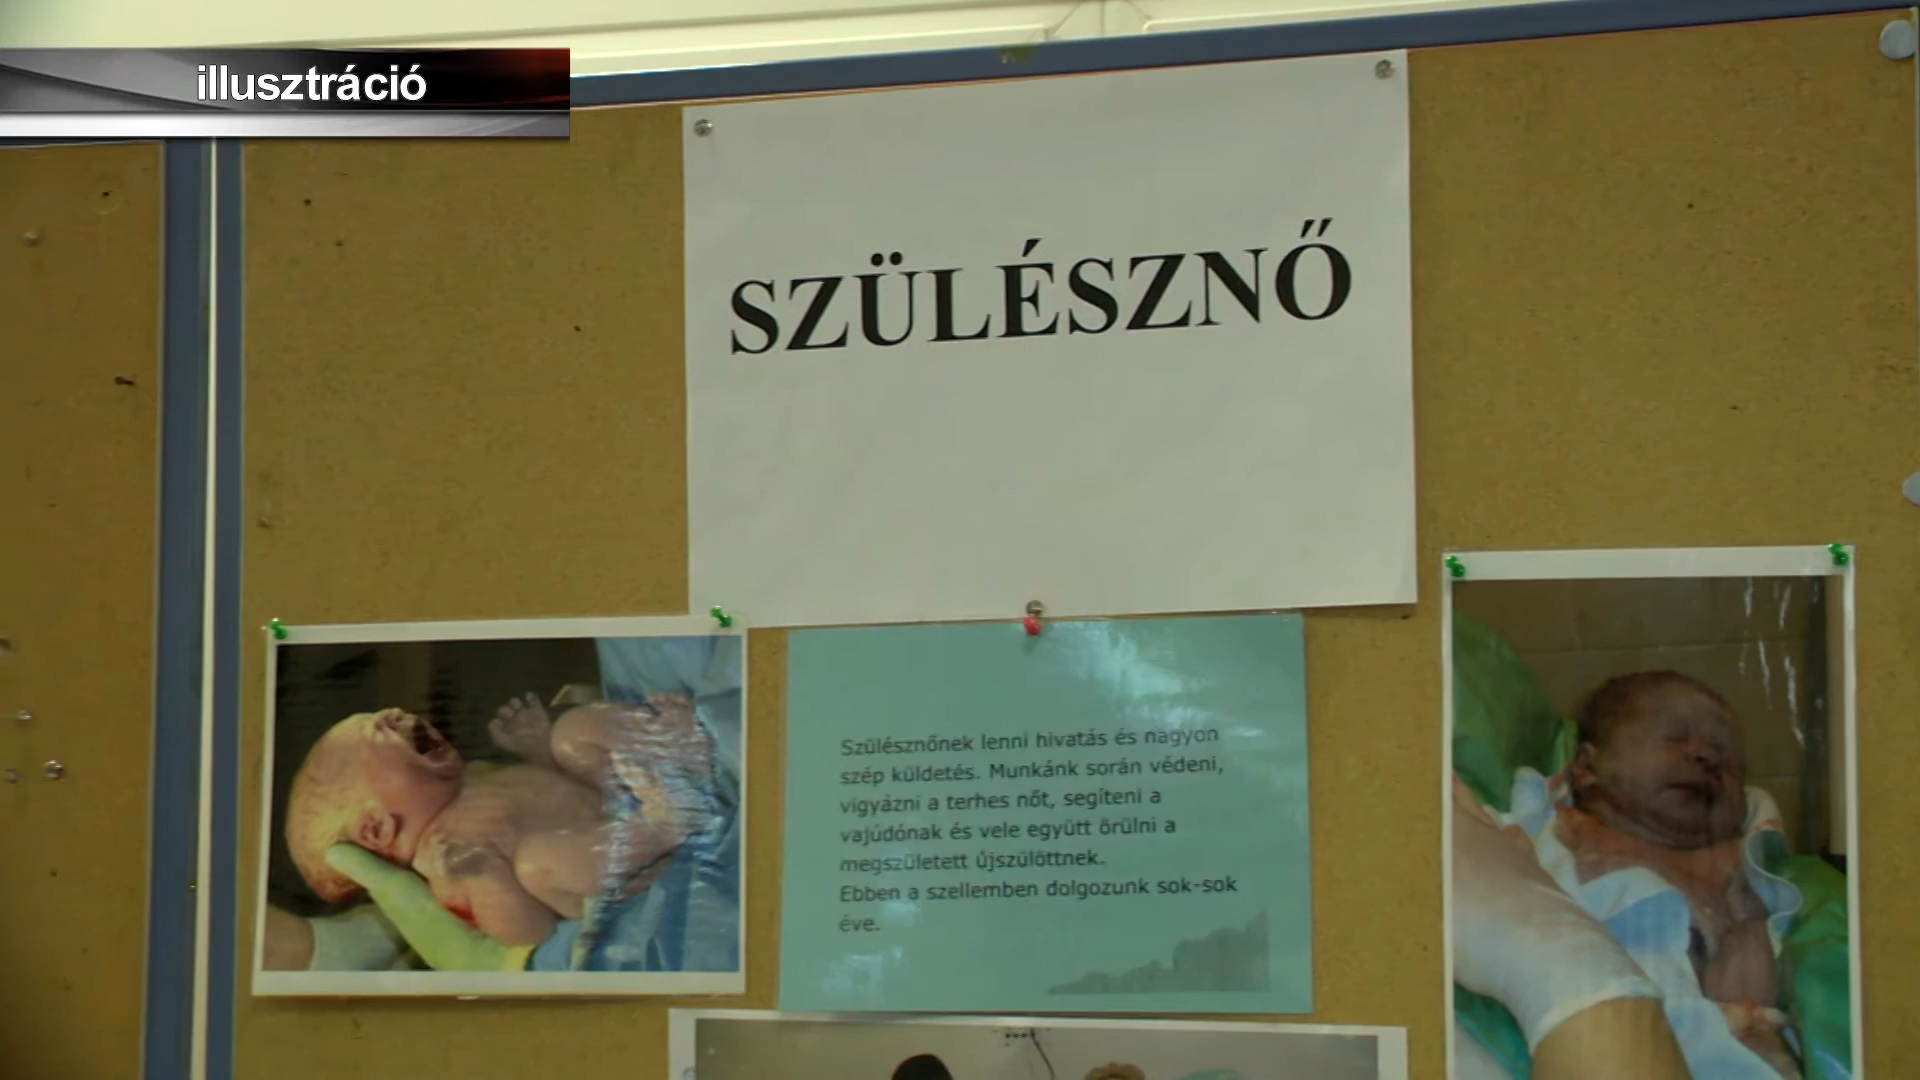 illusztráció
SZÜLÉSZNŐ
Szülésznőnek lenni hivatás és nagyon
szép küldetés. Munkánk során védeni,
vigyázni a terhes nőt, segíteni a
vajúdónak és vele együtt örülni a
megszületett újszülöttnek.
Ebben a szellemben dolgozunk sok-sok
éve.